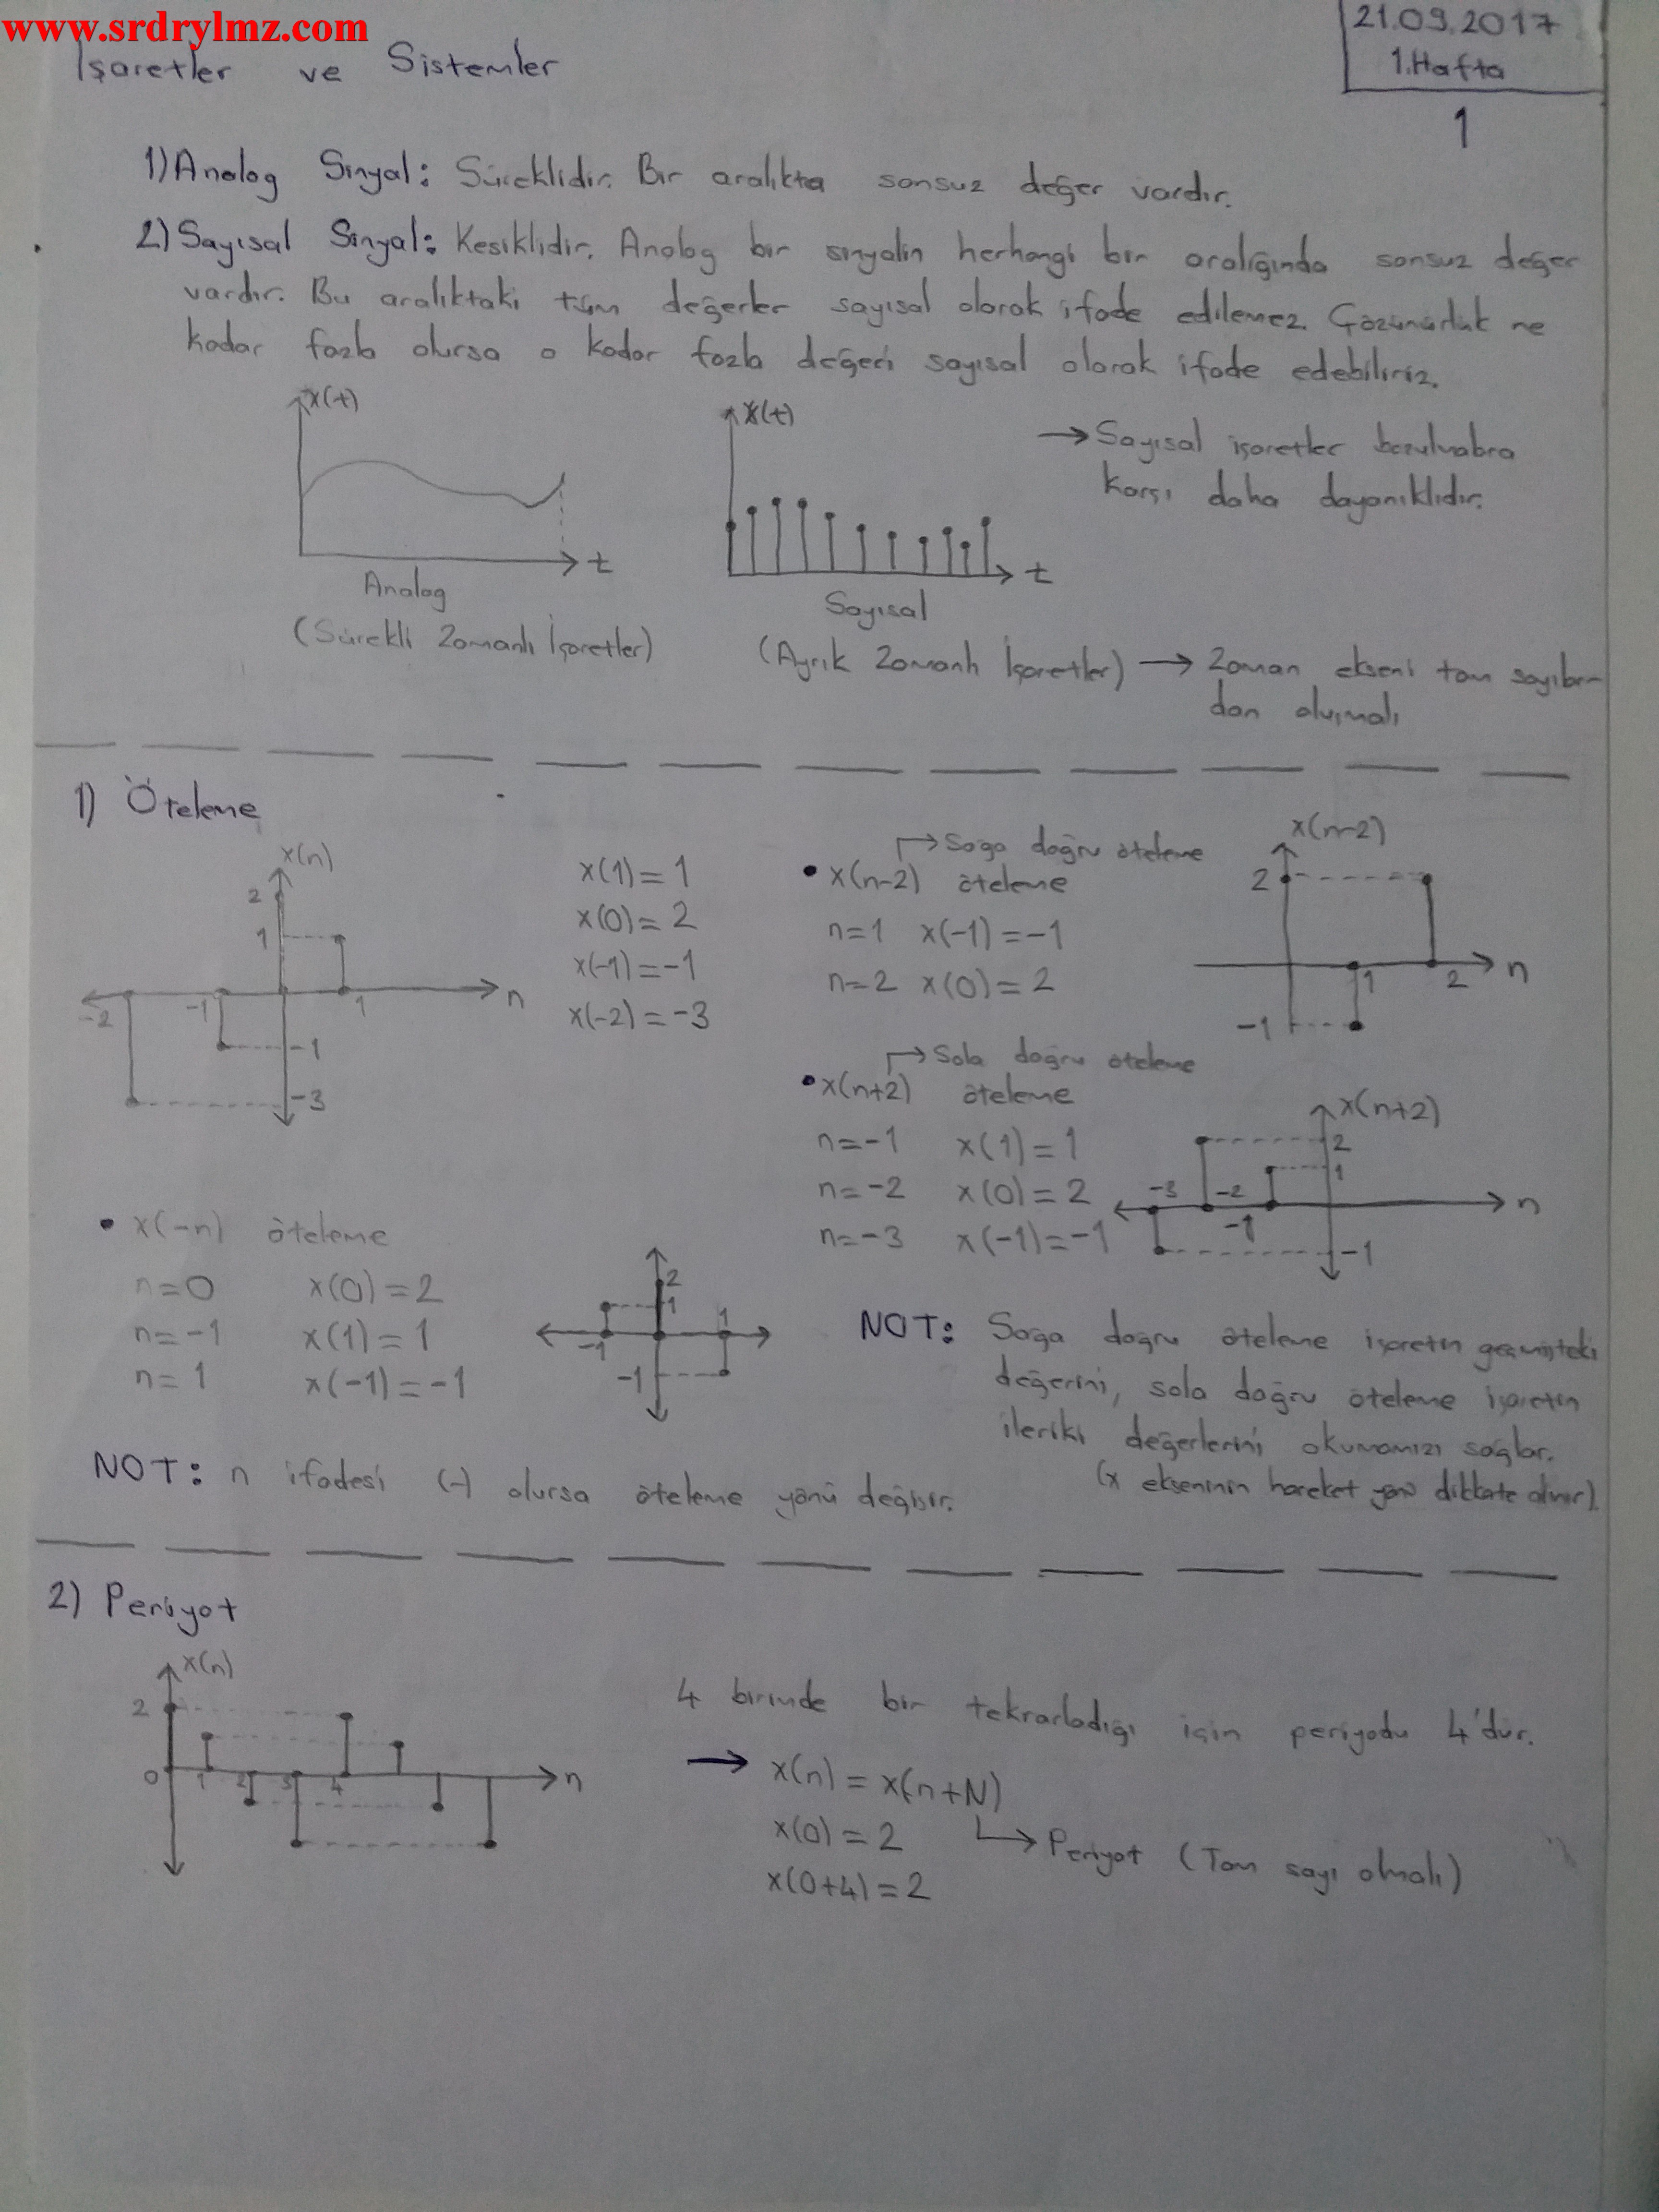 www.srdrylmz.com
21.09.2017
1.Hafta
1
İşaretler ve Sistemler
1) Analog Sinyal: Süreklidir. Bir aralıkta sonsuz değer vardır.
2) Sayısal Sinyal: Kesiklidir. Analog bir sinyalin herhangi bir aralığında sonsuz değer
vardır. Bu aralıktaki tüm değerler sayısal olarak ifade edilemez. Çözünürlük ne
kadar fazla olursa o kadar fazla değeri sayısal olarak ifade edebiliriz.
x(t)
t
Analog
(Sürekli Zamanlı İşaretler)
x(t)
t
Sayısal
(Ayrık Zamanlı İşaretler) → Zaman ekseni tam sayılar-
dan oluşmalı
→ Sayısal işaretler bozulmalara
karşı daha dayanıklıdır.
1) Öteleme
x(n)
2
1
-2 -1 1 n
-1
-3
x(1) = 1
x(0) = 2
x(-1) = -1
x(-2) = -3
→ Sağa doğru öteleme
• x(n-2) öteleme
n=1 x(-1) = -1
n=2 x(0) = 2
x(n-2)
2
1 2 n
-1
→ Sola doğru öteleme
• x(n+2) öteleme
n=-1 x(1) = 1
n=-2 x(0) = 2
n=-3 x(-1) = -1
x(n+2)
2
1
-3 -2 -1 n
-1
• x(-n) öteleme
n=0 x(0) = 2
n=-1 x(1) = 1
n=1 x(-1) = -1
2
1
-1 1
-1
NOT: Sağa doğru öteleme işaretin geçmişteki
değerini, sola doğru öteleme işaretin
ileriki değerlerini okumamızı sağlar.
(x ekseninin hareket yönü dikkate alınır).
NOT: n ifadesi (-) olursa öteleme yönü değişir.
2) Periyot
x(n)
2
0 1 2 3 4 n
4 birimde bir tekrarladığı için periyodu 4'dür.
→ x(n) = x(n+N)
x(0) = 2
→ Periyot (Tam sayı olmalı)
x(0+4) = 2